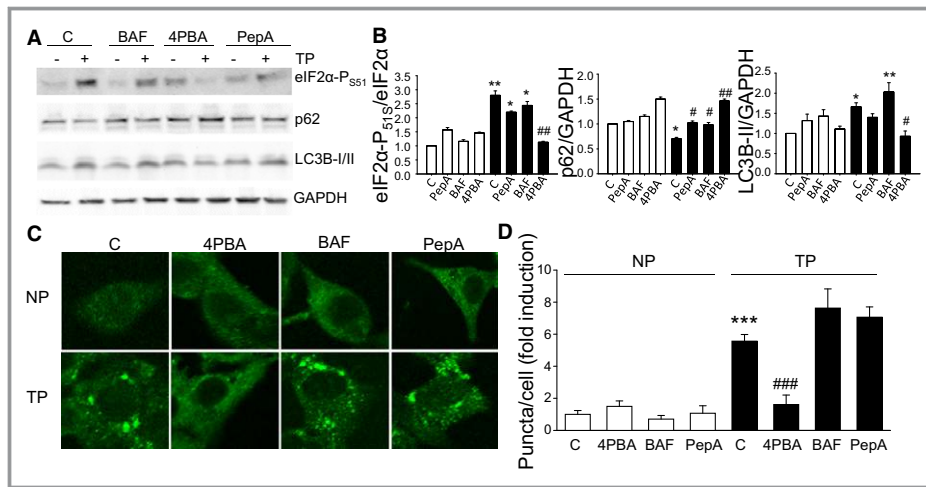 A
C BAF 4PBA PepA
- + - + - + - + TP
eIF2α-P S51
p62
LC3B-I/II
GAPDH
B
eIF2α-P51S/eIF2α
3.5
3.0
2.5
2.0
1.5
1.0
0.5
0.0
** * * ##
C PepA BAF 4PBA C PepA BAF 4PBA
p62/GAPDH
2.0
1.5
1.0
0.5
0.0
* # # ##
C PepA BAF 4PBA C PepA BAF 4PBA
LC3B-II/GAPDH
2.5
2.0
1.5
1.0
0.5
0.0
* ** #
C PepA BAF 4PBA C PepA BAF 4PBA
C
C 4PBA BAF PepA
NP
TP
D
NP TP
Puncta/cell (fold induction)
10
8
6
4
2
0
*** ###
C 4PBA BAF PepA C 4PBA BAF PepA